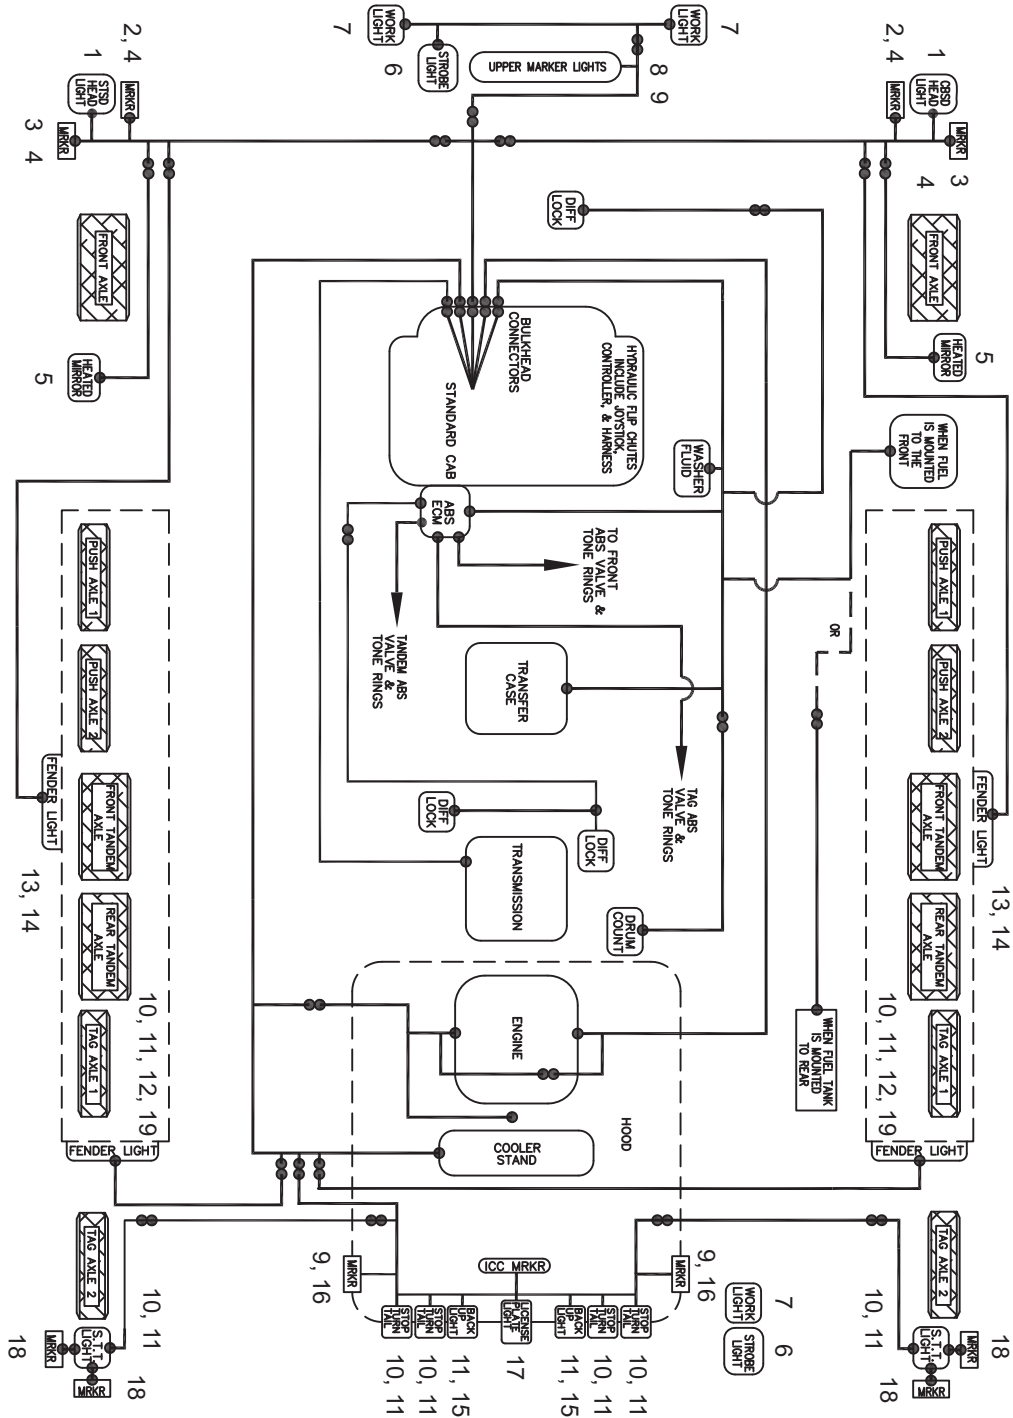 7
WORK
LIGHT
6
STROBE
LIGHT
WORK
LIGHT
7
UPPER MARKER LIGHTS
8
9
2, 4
1
STSD
HEAD
LIGHT
MRKR
MRKR
3
4
2, 4
1
MRKR
CBSD
HEAD
LIGHT
MRKR
3
4
FRONT AXLE
HEATED
MIRROR
5
DIFF
LOCK
FRONT AXLE
HEATED
MIRROR
5
BULKHEAD
CONNECTORS
STANDARD CAB
HYDRAULIC FLIP CHUTES
INCLUDE JOYSTICK,
CONTROLLER, & HARNESS
WASHER
FLUID
WHEN FUEL
IS MOUNTED
TO THE
FRONT
ABS
ECM
TO FRONT
ABS VALVE &
TONE RINGS
TANDEM ABS
VALVE &
TONE RINGS
OR
TRANSFER
CASE
TAG ABS
VALVE &
TONE RINGS
DIFF
LOCK
DIFF
LOCK
TRANSMISSION
DRUM
COUNT
PUSH AXLE 1
PUSH AXLE 2
FRONT TANDEM
AXLE
REAR TANDEM
AXLE
TAG AXLE 1
FENDER LIGHT
13, 14
10, 11, 12, 19
FENDER LIGHT
PUSH AXLE 1
PUSH AXLE 2
FRONT TANDEM
AXLE
REAR TANDEM
AXLE
TAG AXLE 1
FENDER LIGHT
13, 14
10, 11, 12, 19
FENDER LIGHT
WHEN FUEL TANK
IS MOUNTED
TO REAR
ENGINE
HOOD
COOLER
STAND
TAG AXLE 2
10, 11
S.T.T.
LIGHT
MRKR
MRKR
18
18
9, 16
MRKR
ICC MRKR
MRKR
9, 16
STOP
TURN
TAIL
STOP
TURN
TAIL
BACK
UP
LIGHT
LICENSE
PLATE
LIGHT
BACK
UP
LIGHT
STOP
TURN
TAIL
STOP
TURN
TAIL
10, 11
10, 11
11, 15
17
11, 15
10, 11
10, 11
7
WORK
LIGHT
6
STROBE
LIGHT
TAG AXLE 2
10, 11
S.T.T.
LIGHT
MRKR
MRKR
18
18